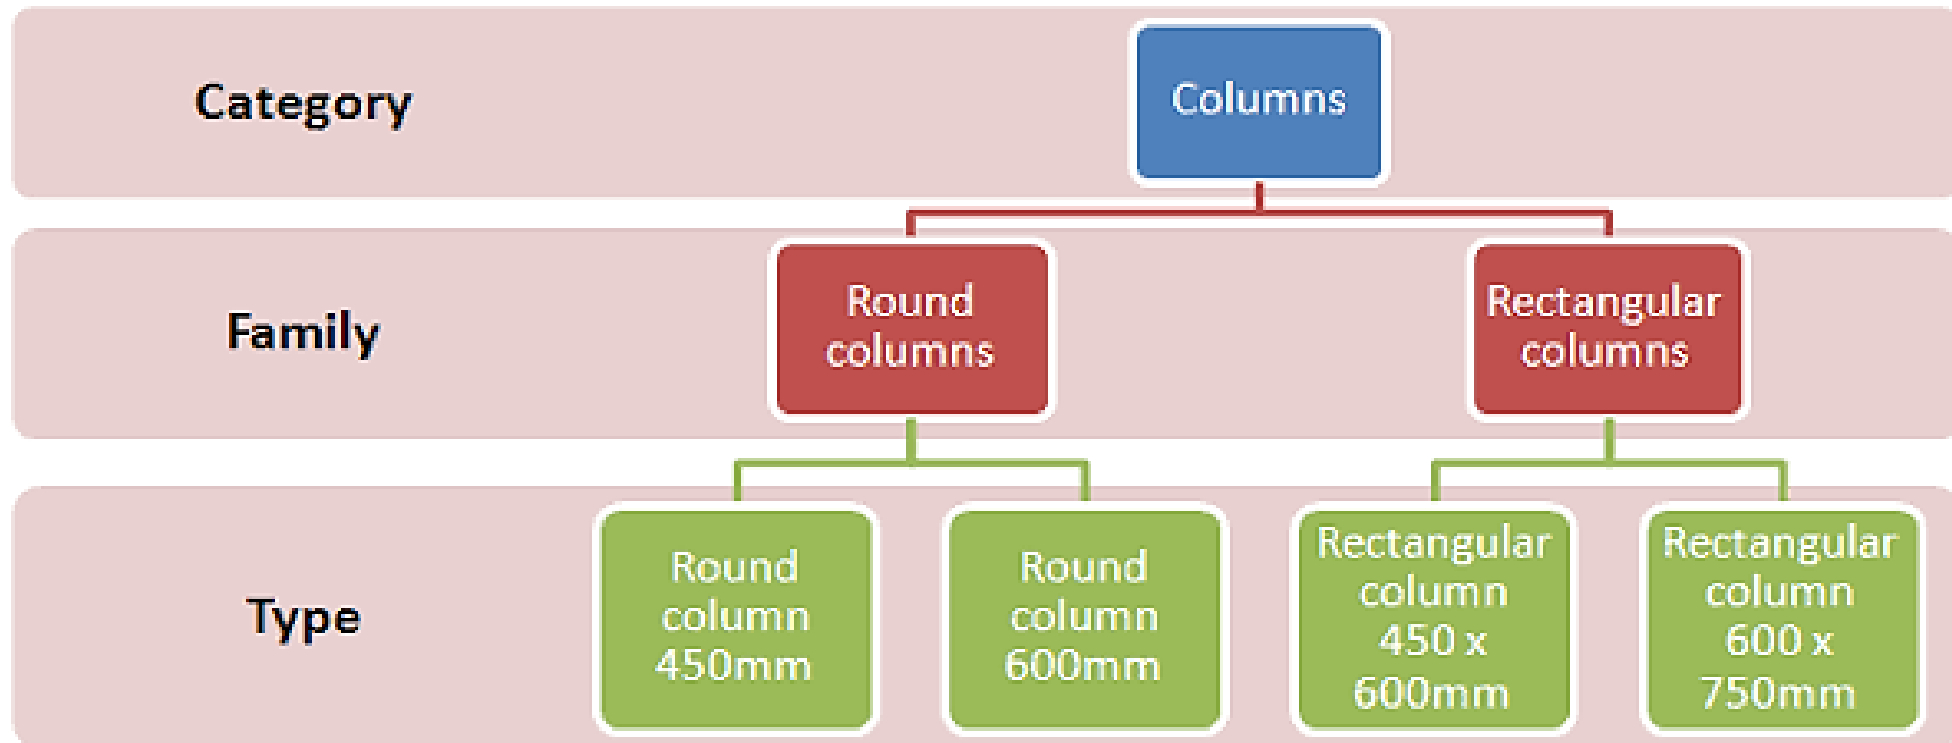 Category
Columns
Family
Round
columns
Rectangular
columns
Type
Round
column
450mm
Round
column
600mm
Rectangular
column
450 x
600mm
Rectangular
column
600 x
750mm